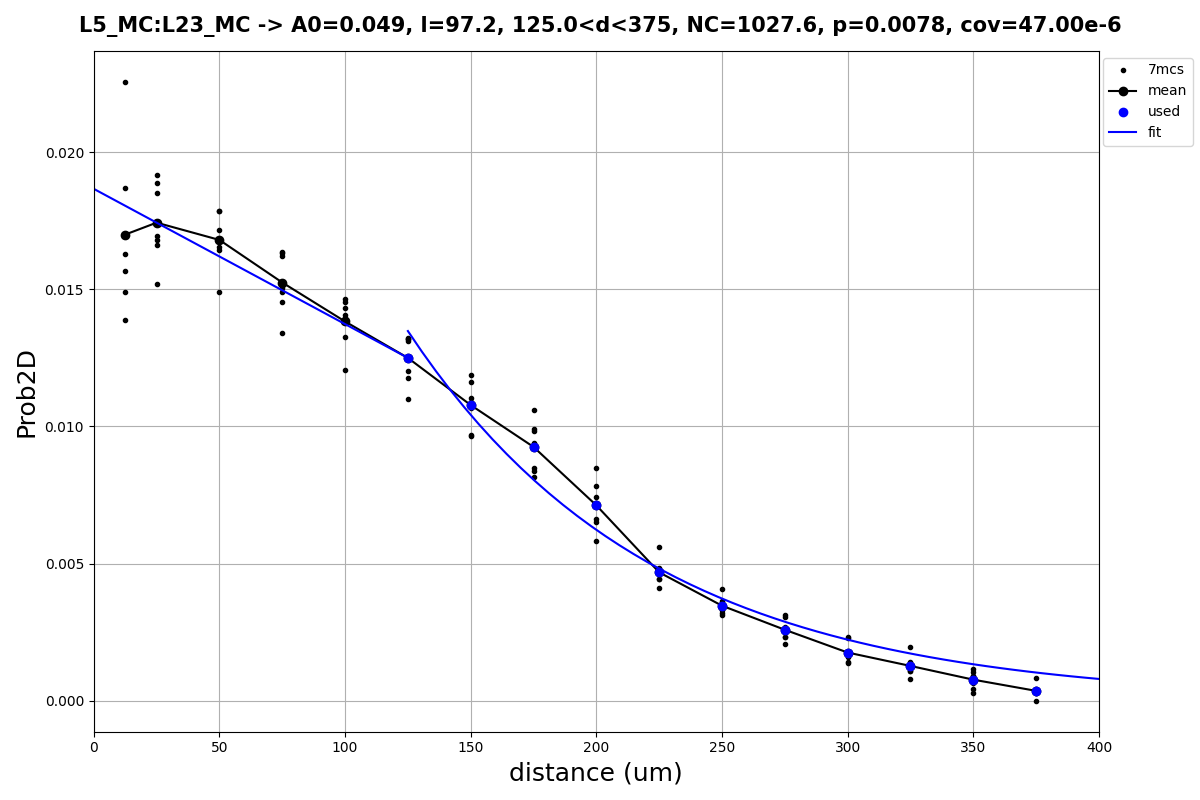 L5_MC:L23_MC -> A0=0.049, l=97.2, 125.0<d<375, NC=1027.6, p=0.0078, cov=47.00e-6
7mcs
mean
used
fit
0.020
0.015
0.010
0.005
0.000
Prob2D
0 50 100 150 200 250 300 350 400
distance (um)